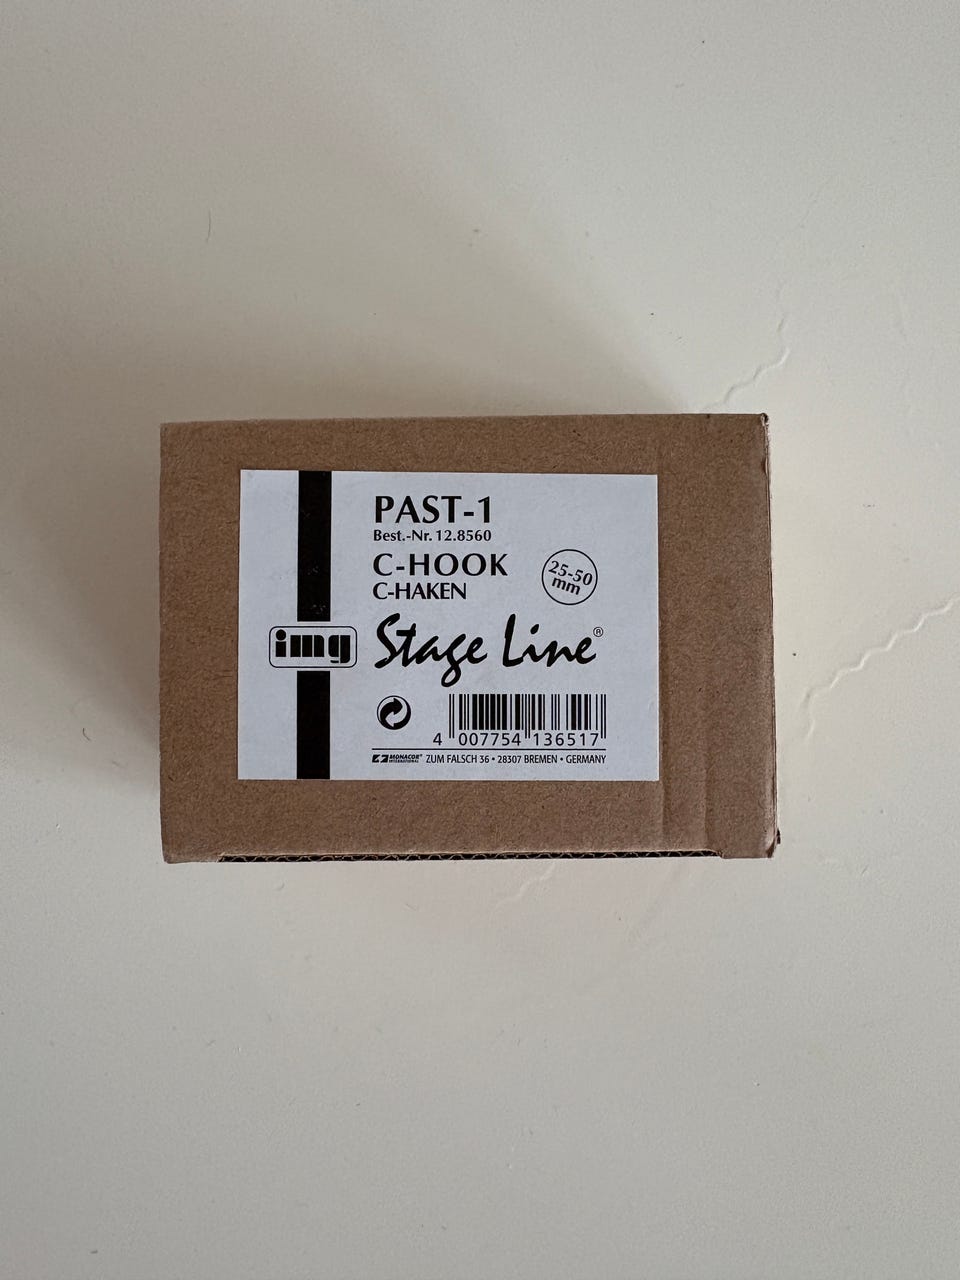 PAST-1
Best.-Nr. 12.8560
C-HOOK
C-HAKEN
25-50
mm
img
Stage Line®
4 007754 136517
MONACOR
INTERNATIONAL
ZUM FALSCH 36 • 28307 BREMEN • GERMANY